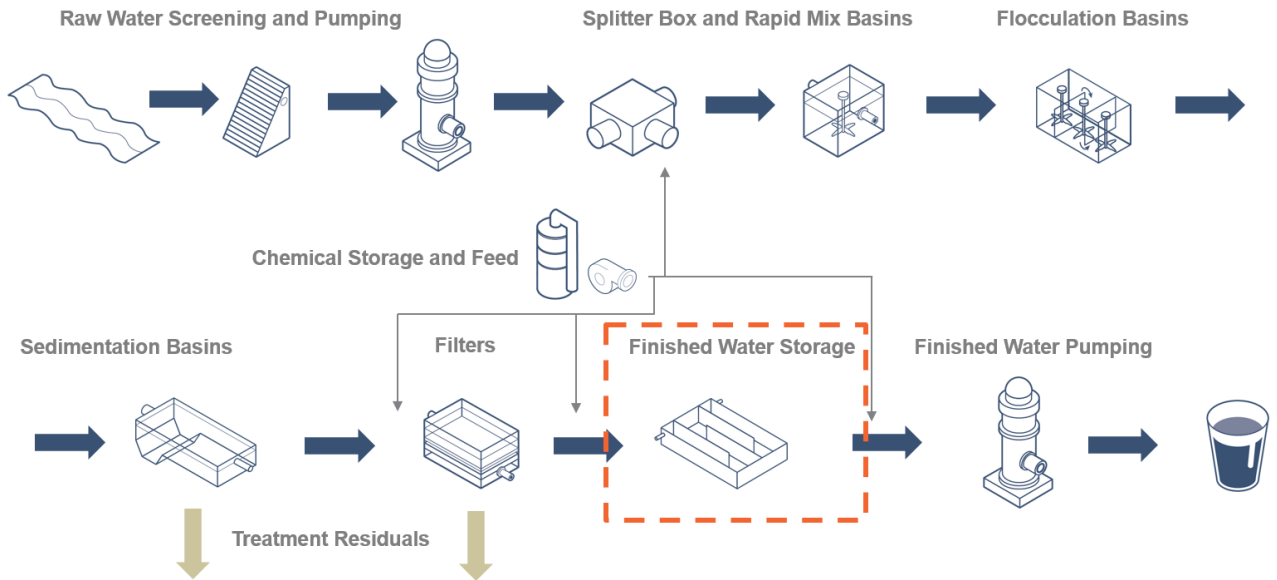 Raw Water Screening and Pumping
Splitter Box and Rapid Mix Basins
Flocculation Basins
Chemical Storage and Feed
Sedimentation Basins
Filters
Finished Water Storage
Finished Water Pumping
Treatment Residuals